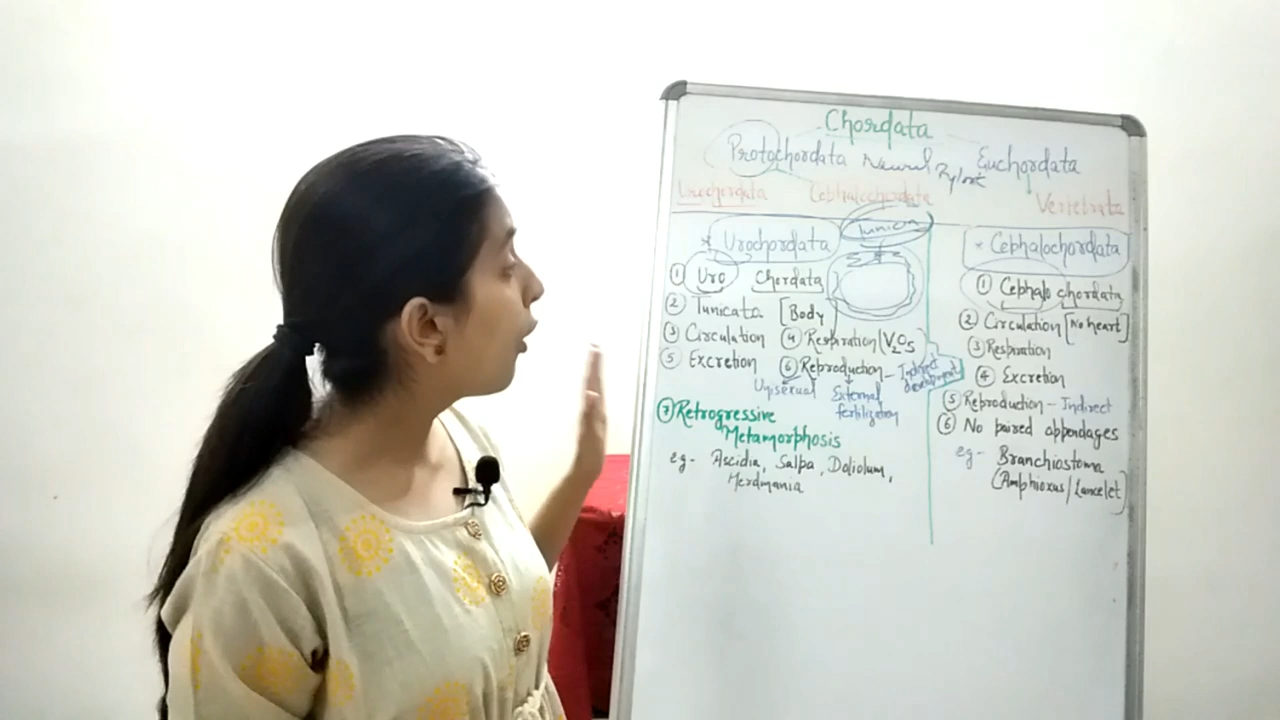 Chordata
Protochordata Neural Euchordata
Urochordata Cephalochordata Vertebrata
* Urochordata
① Uro Chordata
② Tunicata [Body
③ Circulation ④ Respiration (V2O5
⑤ Excretion ⑥ Reproduction - Indirect development
Unisexual External fertilization
⑦ Retrogressive
Metamorphosis
eg- Ascidia, Salpa, Doliolum,
Herdmania
Tunicin
* Cephalochordata
① Cephalo chordata
② Circulation [No heart]
③ Respiration
④ Excretion
⑤ Reproduction - Indirect
⑥ No paired appendages
eg- Branchiostoma
(Amphioxus/Lancelet)